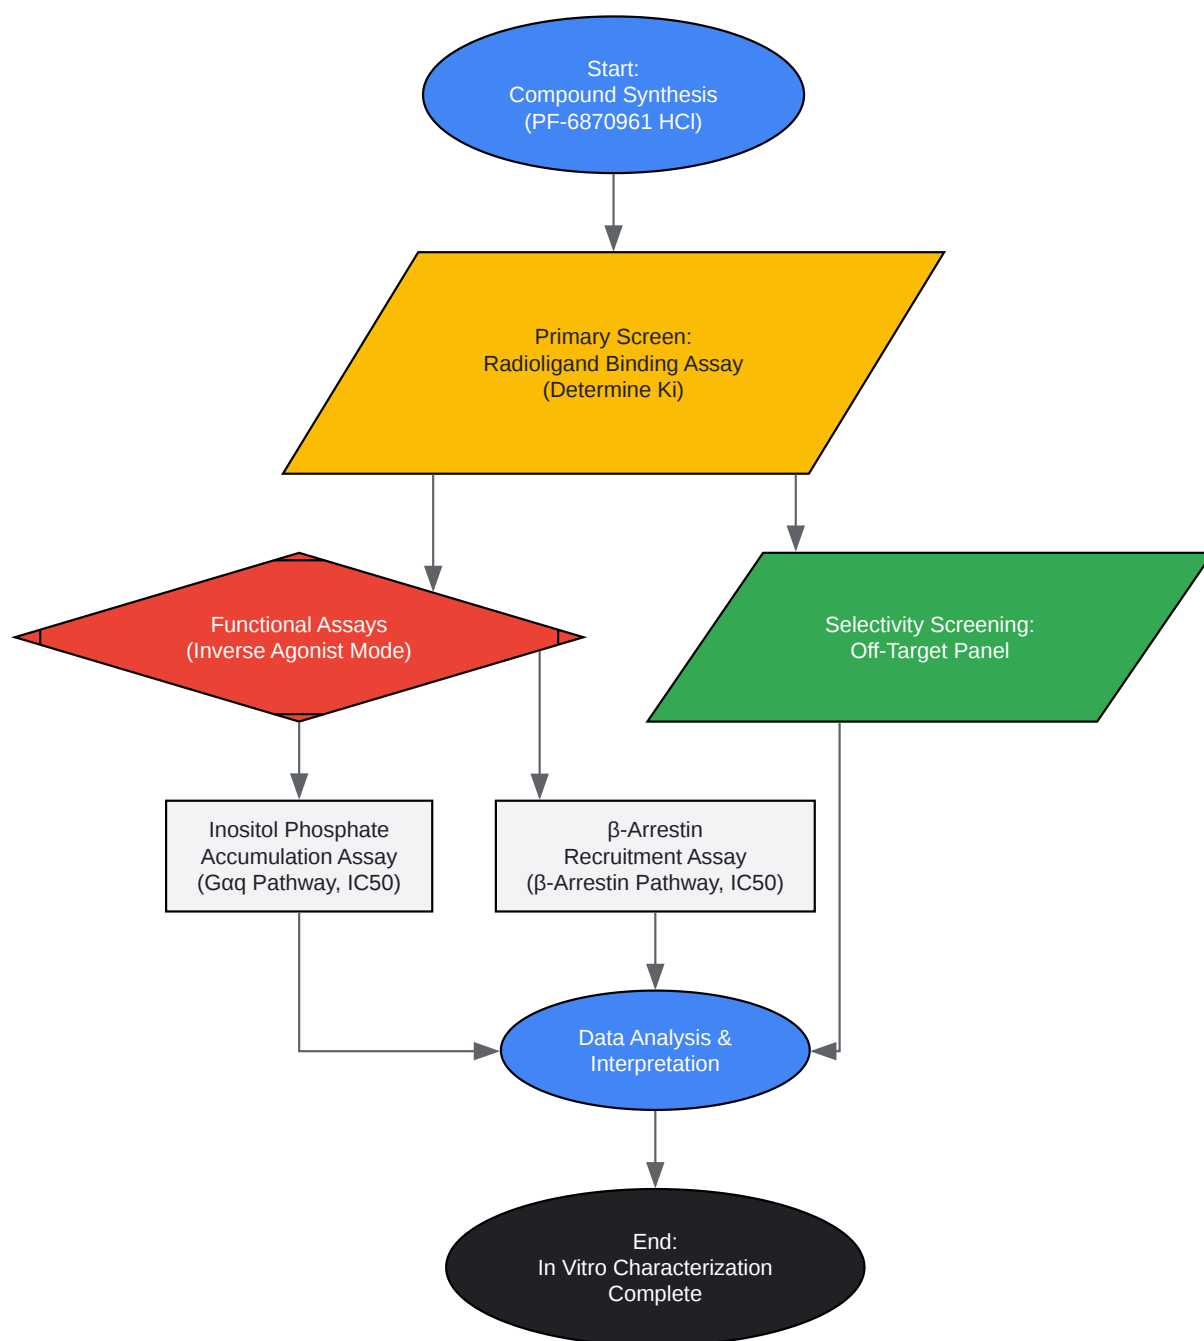 Start:
Compound Synthesis
(PF-6870961 HCl)
Primary Screen:
Radioligand Binding Assay
(Determine Ki)
Functional Assays
(Inverse Agonist Mode)
Selectivity Screening:
Off-Target Panel
Inositol Phosphate
Accumulation Assay
(Gαq Pathway, IC50)
β-Arrestin
Recruitment Assay
(β-Arrestin Pathway, IC50)
Data Analysis &
Interpretation
End:
In Vitro Characterization
Complete